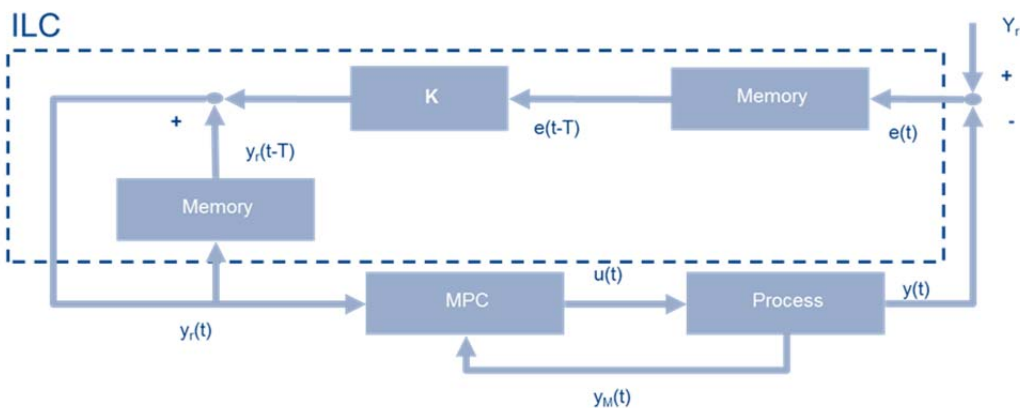 ILC
Yr
+
K
Memory
+
e(t-T)
e(t)
-
yr(t-T)
Memory
u(t)
MPC
Process
y(t)
yr(t)
yM(t)